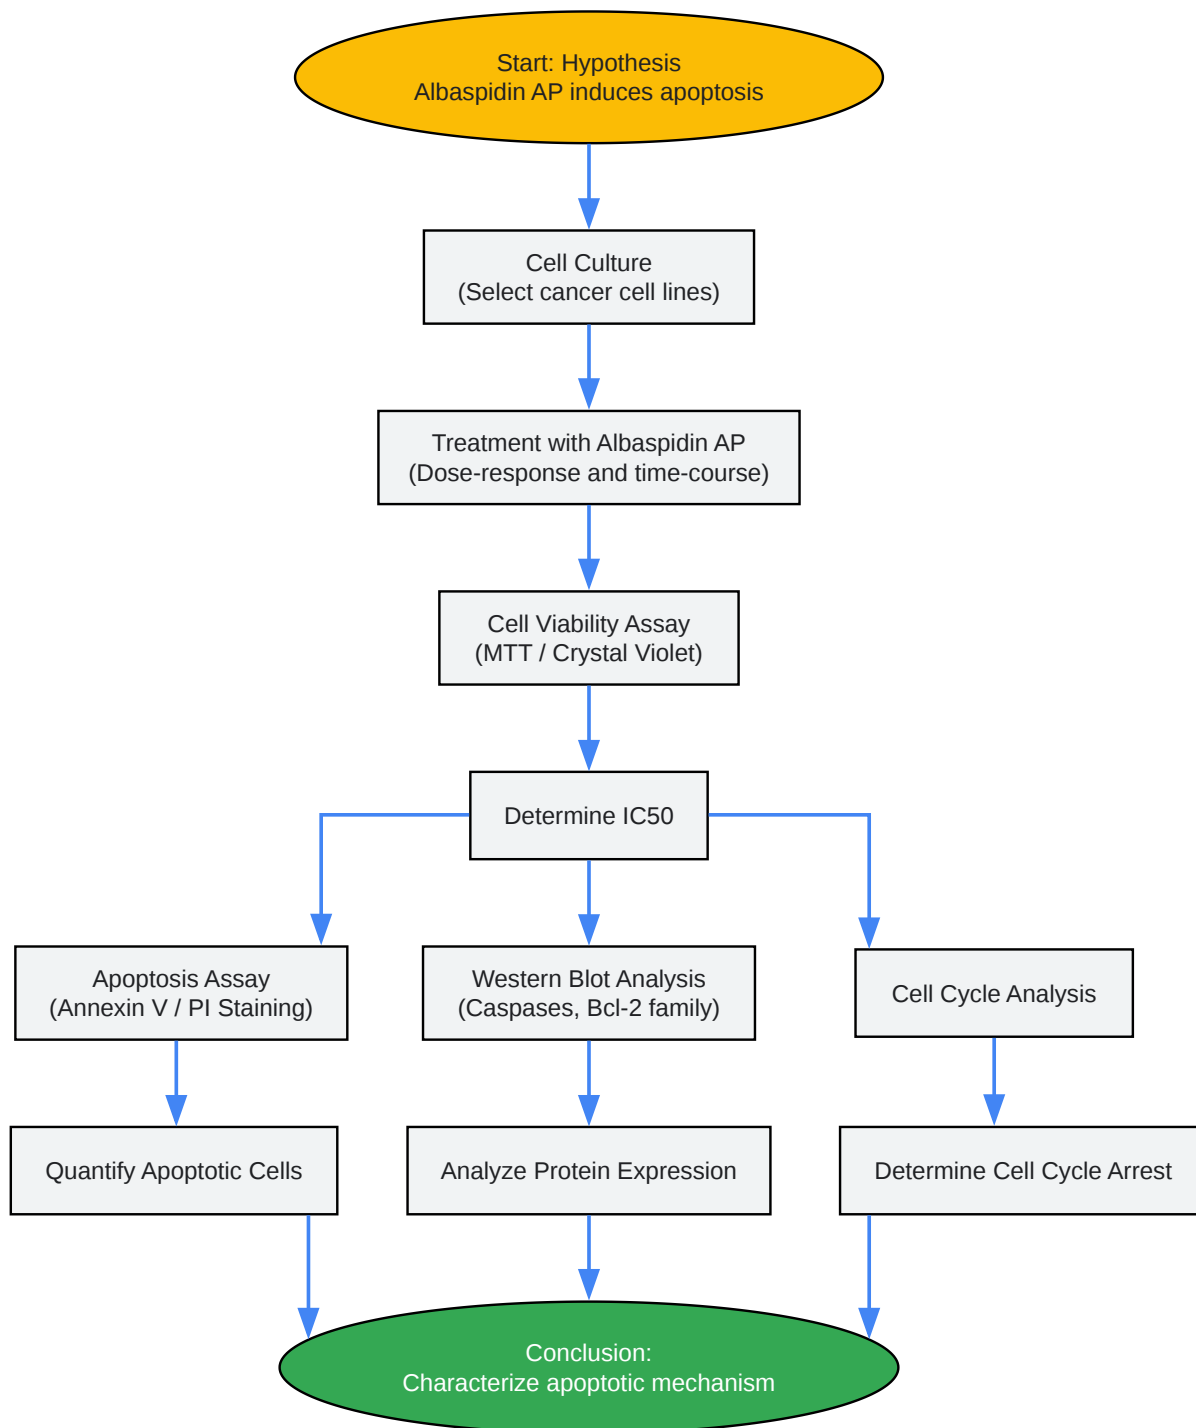 Start: Hypothesis
Albaspidin AP induces apoptosis
Cell Culture
(Select cancer cell lines)
Treatment with Albaspidin AP
(Dose-response and time-course)
Cell Viability Assay
(MTT / Crystal Violet)
Determine IC50
Apoptosis Assay
(Annexin V / PI Staining)
Western Blot Analysis
(Caspases, Bcl-2 family)
Cell Cycle Analysis
Quantify Apoptotic Cells
Analyze Protein Expression
Determine Cell Cycle Arrest
Conclusion:
Characterize apoptotic mechanism